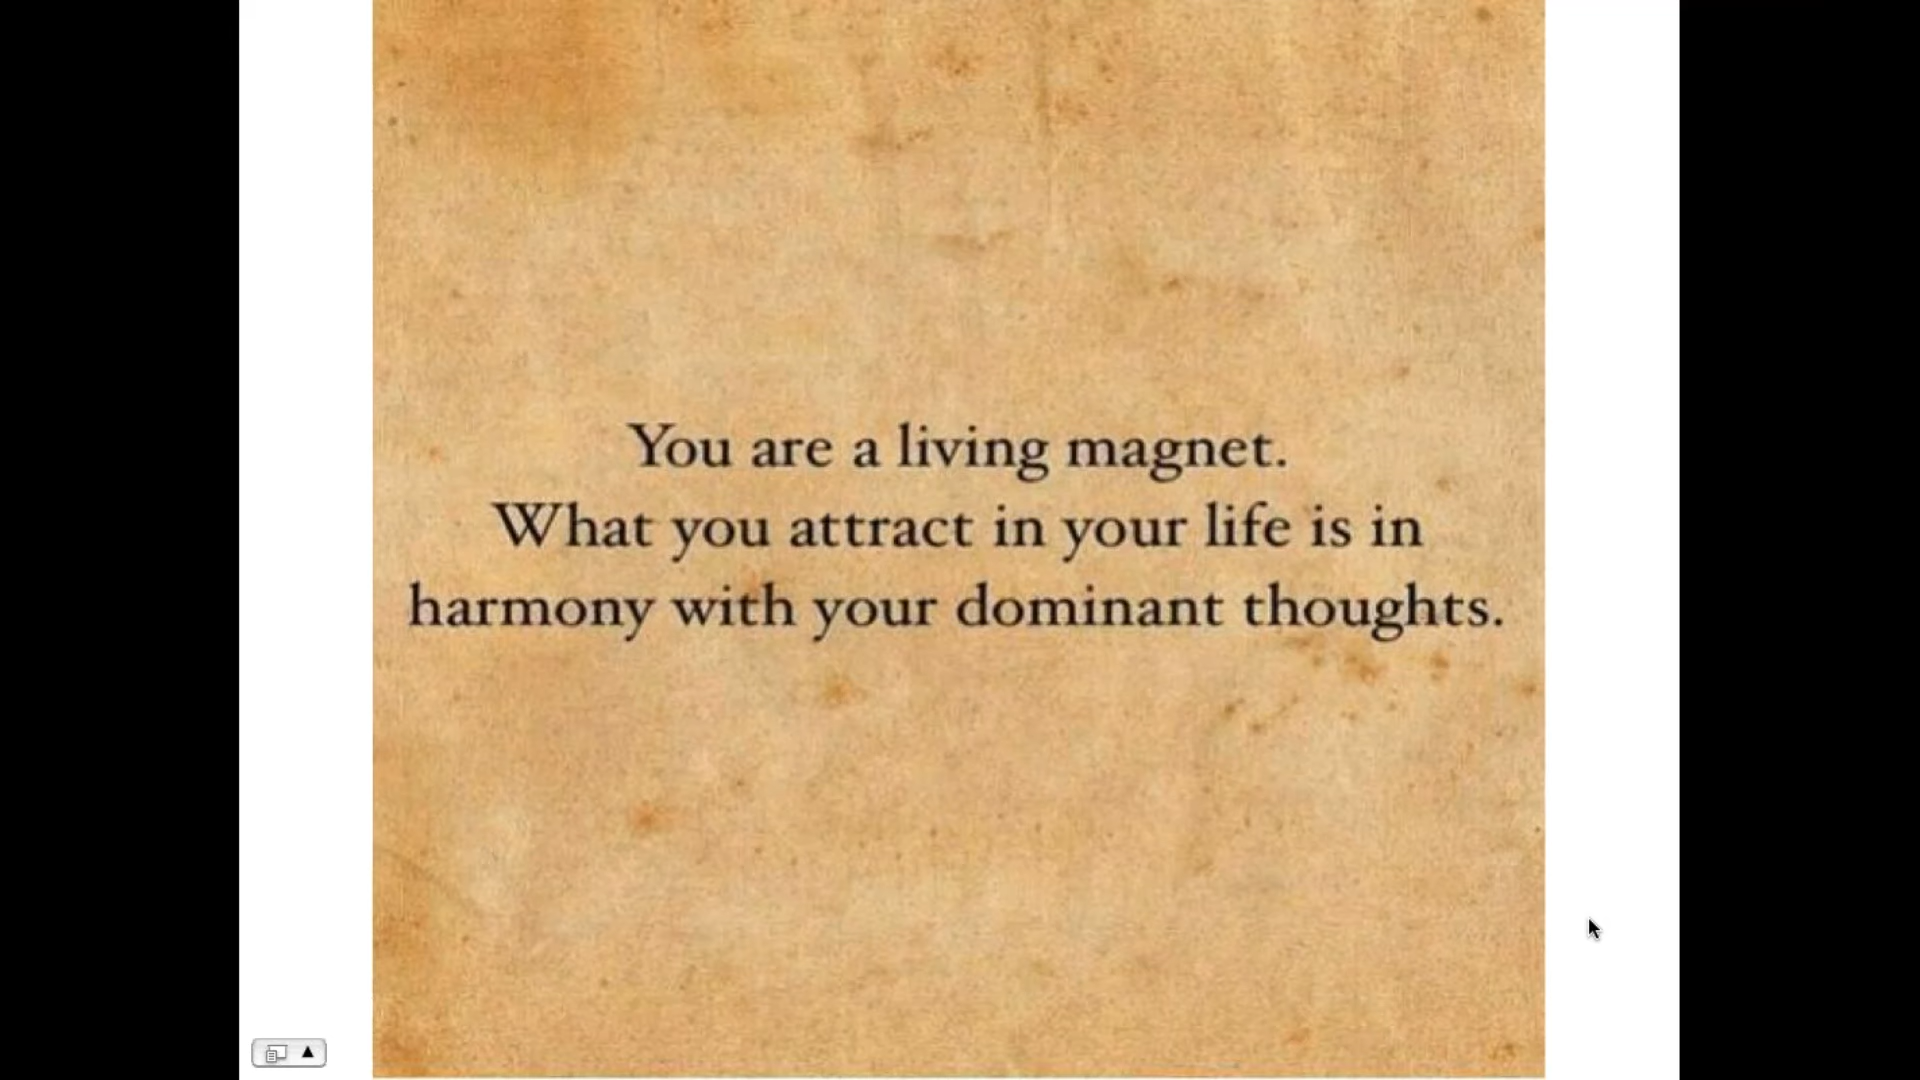 You are a living magnet.
What you attract in your life is in
harmony with your dominant thoughts.